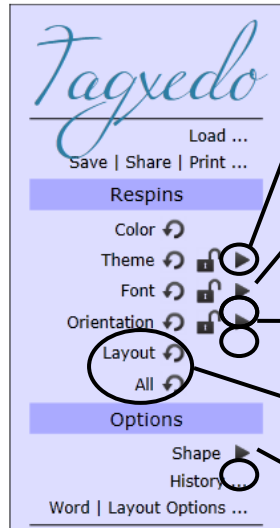 Tagxedo
Load ...
Save | Share | Print ...
Respins
Color
Theme
Font
Orientation
Layout
All
Options
Shape
History ...
Word | Layout Options ...